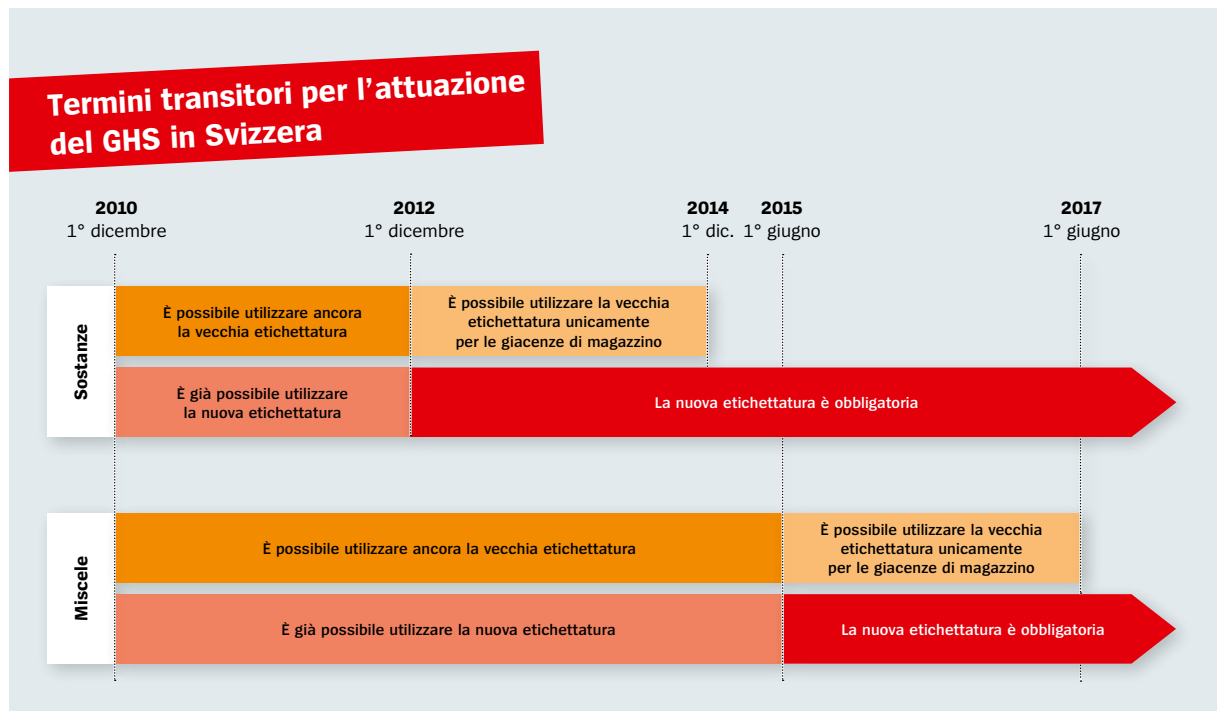 Termini transitori per l'attuazione
del GHS in Svizzera
2010
1° dicembre
2012
1° dicembre
2014
1° dic.
2015
1° giugno
2017
1° giugno
Sostanze
È possibile utilizzare ancora
la vecchia etichettatura
È possibile utilizzare la vecchia
etichettatura unicamente
per le giacenze di magazzino
È già possibile utilizzare
la nuova etichettatura
La nuova etichettatura è obbligatoria
Miscele
È possibile utilizzare ancora la vecchia etichettatura
È possibile utilizzare la vecchia
etichettatura unicamente
per le giacenze di magazzino
È già possibile utilizzare la nuova etichettatura
La nuova etichettatura è obbligatoria